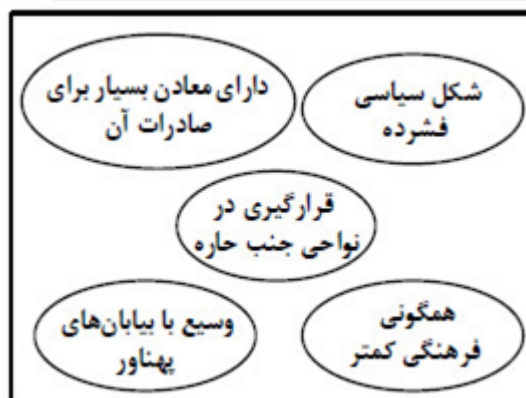 شکل سیاسی
فشرده
دارای معادن بسیار برای
صادرات آن
قرارگیری در
نواحی جنب حاره
همگونی
فرهنگی کمتر
وسیع با بیابان‌های
پهناور